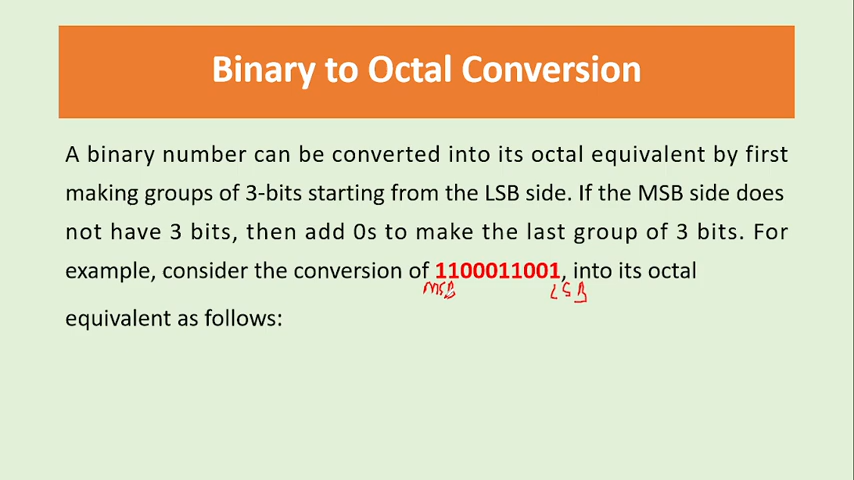 Binary to Octal Conversion
A binary number can be converted into its octal equivalent by first
making groups of 3-bits starting from the LSB side. If the MSB side does
not have 3 bits, then add 0s to make the last group of 3 bits. For
example, consider the conversion of 1100011001, into its octal
MSB LSB
equivalent as follows: